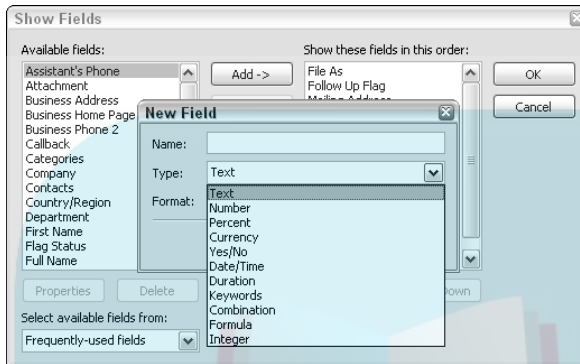 Show Fields
Available fields:
Assistant's Phone
Attachment
Business Address
Business Home Page
Business Phone 2
Callback
Categories
Company
Contacts
Country/Region
Department
First Name
Flag Status
Full Name
Add ->
Show these fields in this order:
File As
Follow Up Flag
Mailing Address
OK
Cancel
New Field
Name:
Type:
Text
Format:
Text
Number
Percent
Currency
Yes/No
Date/Time
Duration
Keywords
Combination
Formula
Integer
Properties
Delete
Select available fields from:
Frequently-used fields